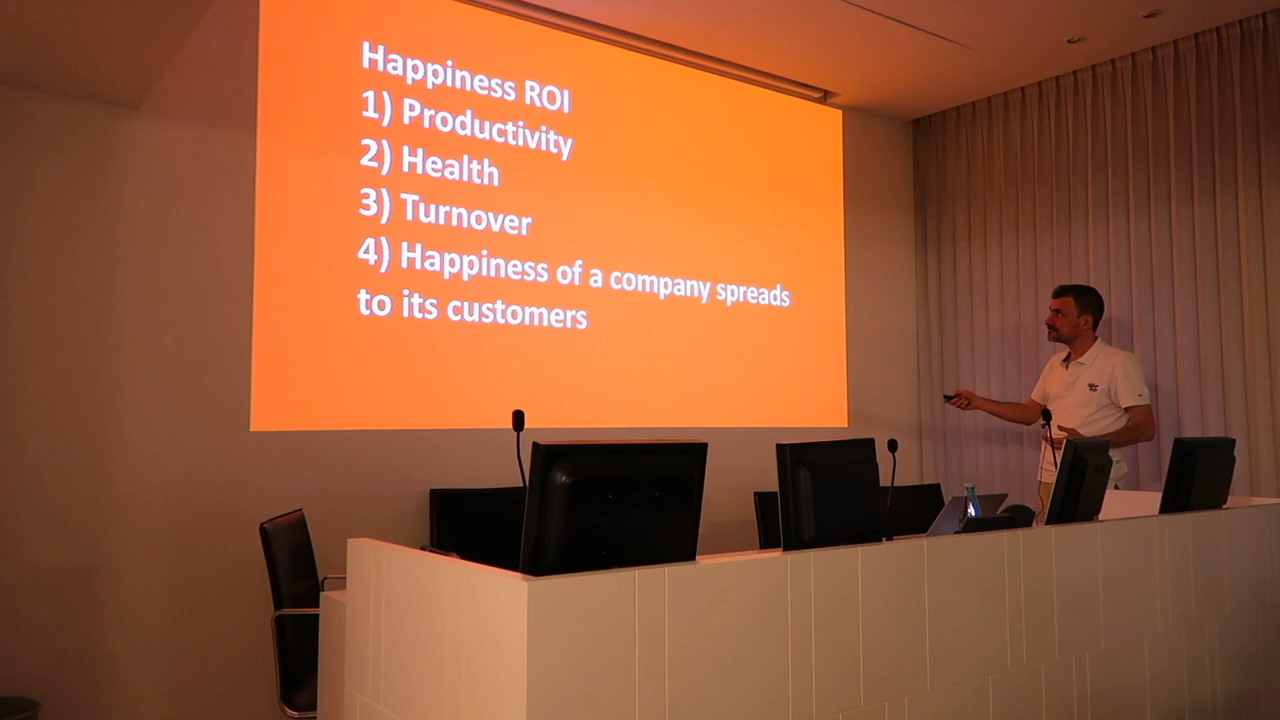 Happiness ROI
1) Productivity
2) Health
3) Turnover
4) Happiness of a company spreads
to its customers